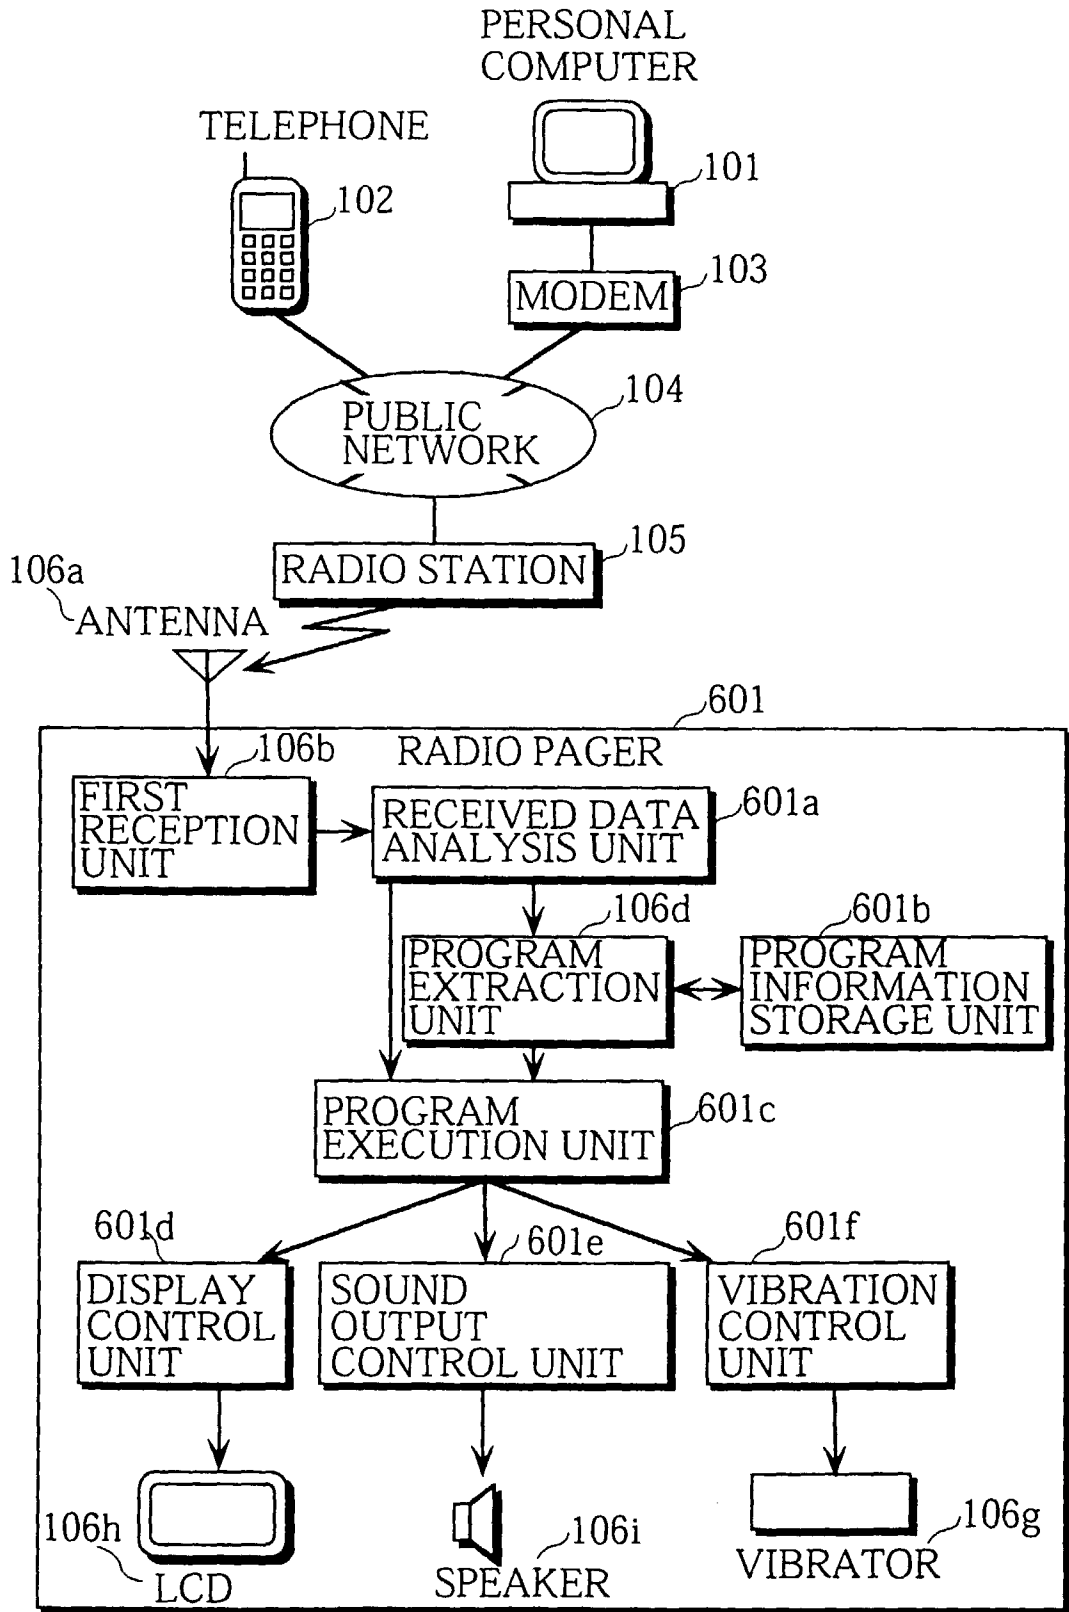 PERSONAL
COMPUTER
TELEPHONE
101
102
103
MODEM
104
PUBLIC
NETWORK
105
RADIO STATION
106a
ANTENNA
601
RADIO PAGER
106b
FIRST
RECEPTION
UNIT
601a
RECEIVED DATA
ANALYSIS UNIT
106d
PROGRAM
EXTRACTION
UNIT
601b
PROGRAM
INFORMATION
STORAGE UNIT
601c
PROGRAM
EXECUTION UNIT
601d
DISPLAY
CONTROL
UNIT
601e
SOUND
OUTPUT
CONTROL UNIT
601f
VIBRATION
CONTROL
UNIT
106h
LCD
106i
SPEAKER
106g
VIBRATOR